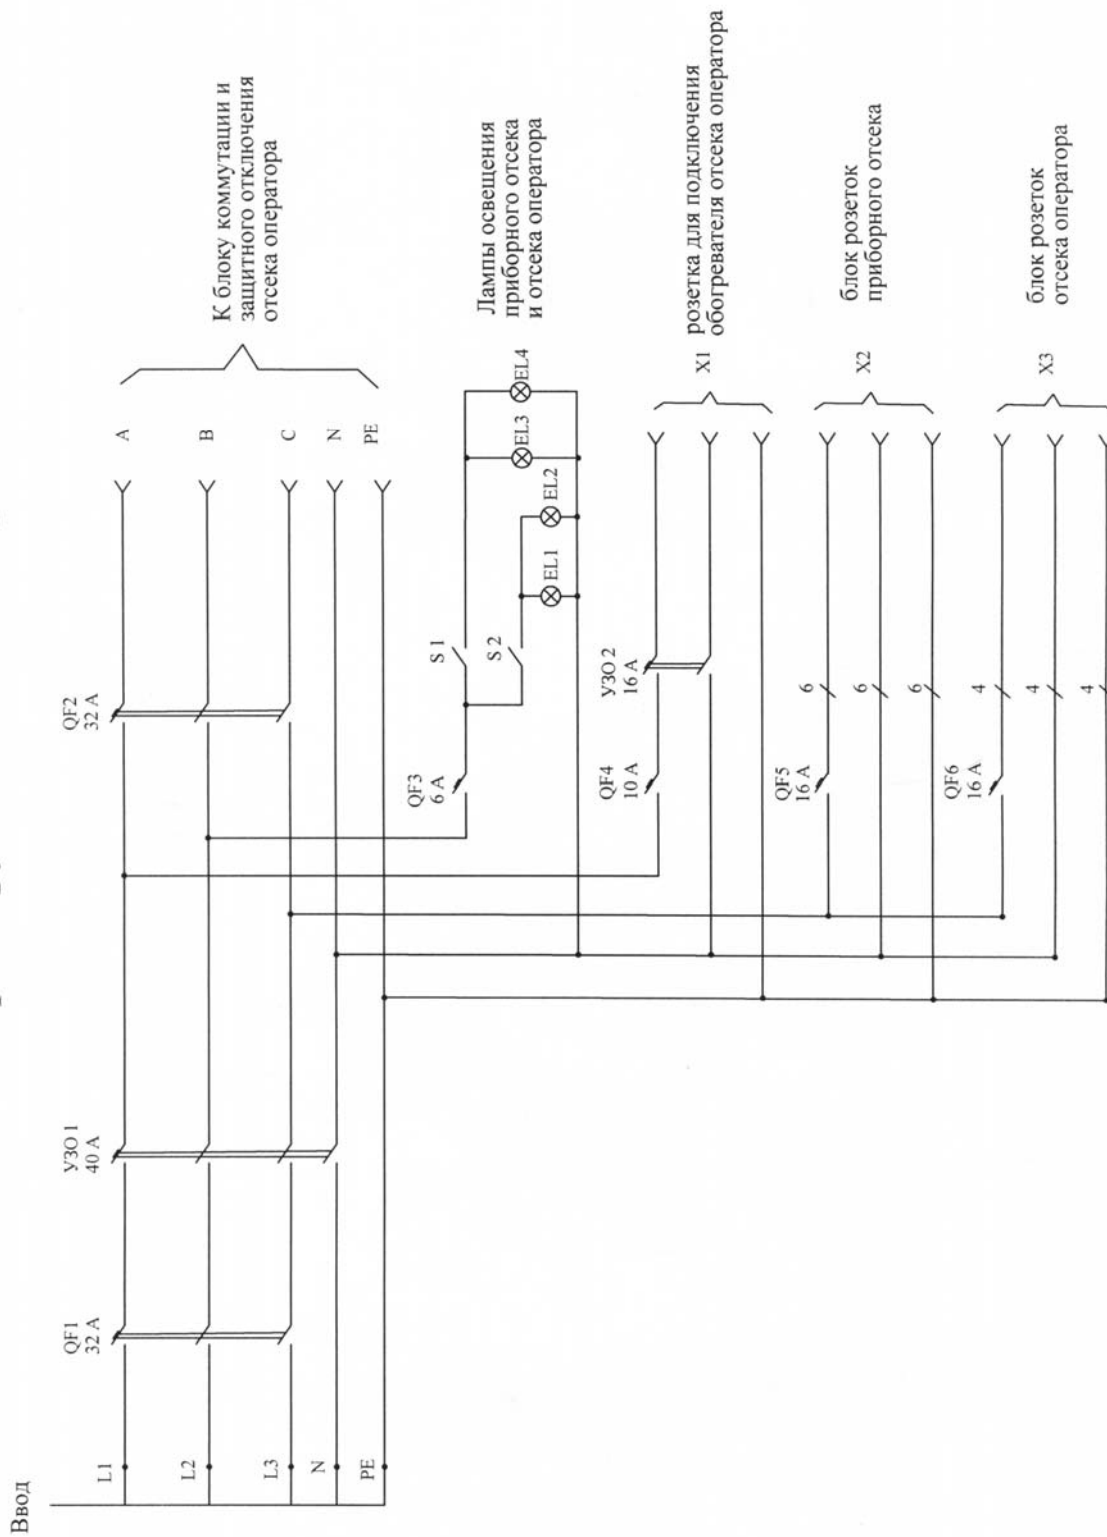 Ввод
L1
L2
L3
N
PE
QF1
32 А
УЗО 1
40 А
QF2
32 А
A
B
C
N
PE
К блоку коммутации и
защитного отключения
отсека оператора
QF3
6 А
S 1
S 2
EL1
EL2
EL3
EL4
Лампы освещения
приборного отсека
и отсека оператора
QF4
10 А
УЗО 2
16 А
X1
розетка для подключения
обогревателя отсека оператора
QF5
16 А
6
6
6
X2
блок розеток
приборного отсека
QF6
16 А
4
4
4
X3
блок розеток
отсека оператора